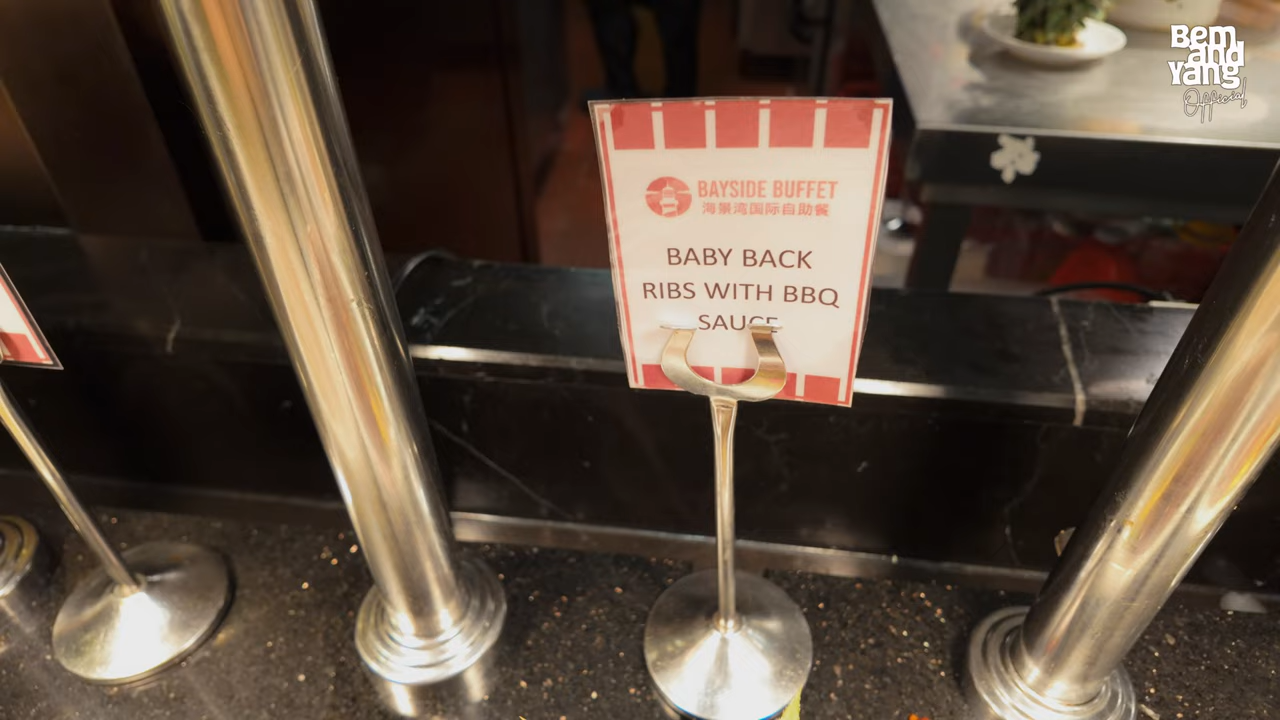 Bem
and
Yang
Official
BAYSIDE BUFFET
海景湾国际自助餐
BABY BACK
RIBS WITH BBQ
SAUCE